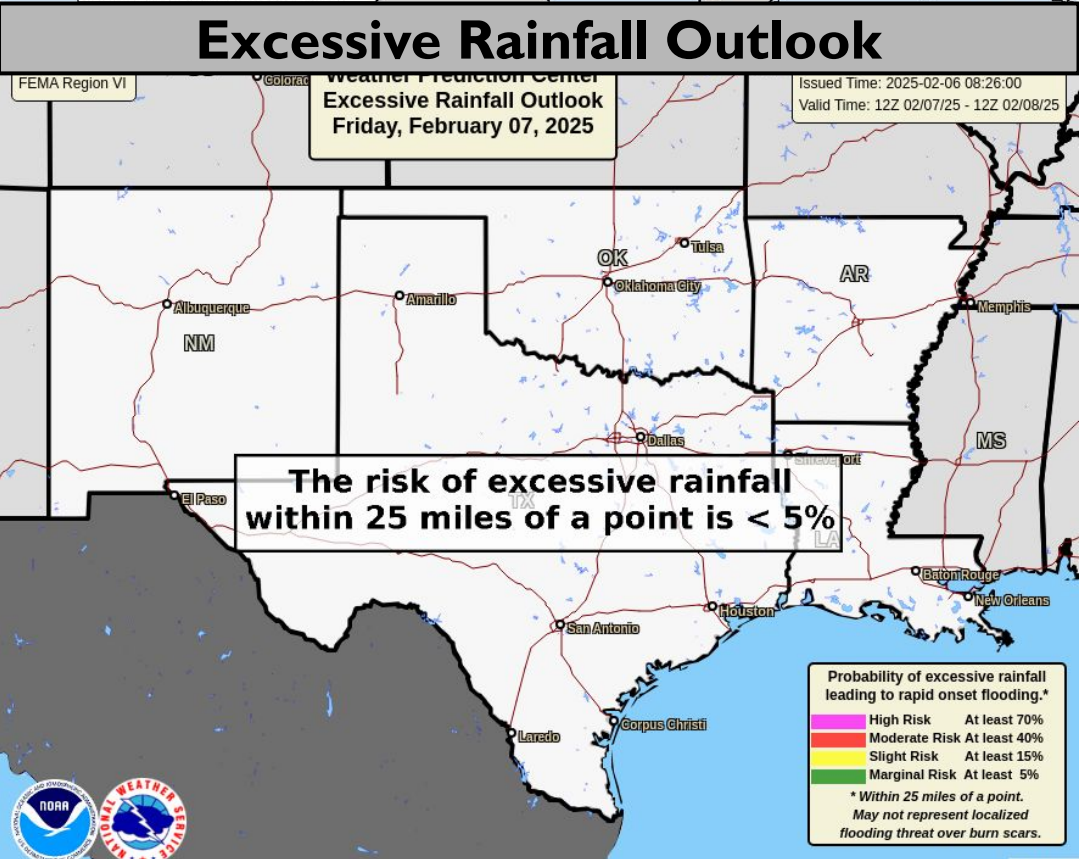 Excessive Rainfall Outlook
FEMA Region VI
Weather Prediction Center
Excessive Rainfall Outlook
Friday, February 07, 2025
Issued Time: 2025-02-06 08:26:00
Valid Time: 12Z 02/07/25 - 12Z 02/08/25
Colorad
Tulsa
OK
Oklahoma City
AR
Amarillo
Albuquerque
Memphis
NM
Dallas
MS
Shreveport
The risk of excessive rainfall
within 25 miles of a point is < 5%
El Paso
TX
LA
Baton Rouge
New Orleans
Houston
San Antonio
Corpus Christi
Laredo
Probability of excessive rainfall
leading to rapid onset flooding.*
High Risk At least 70%
Moderate Risk At least 40%
Slight Risk At least 15%
Marginal Risk At least 5%
* Within 25 miles of a point.
May not represent localized
flooding threat over burn scars.
NOAA
NATIONAL WEATHER SERVICE